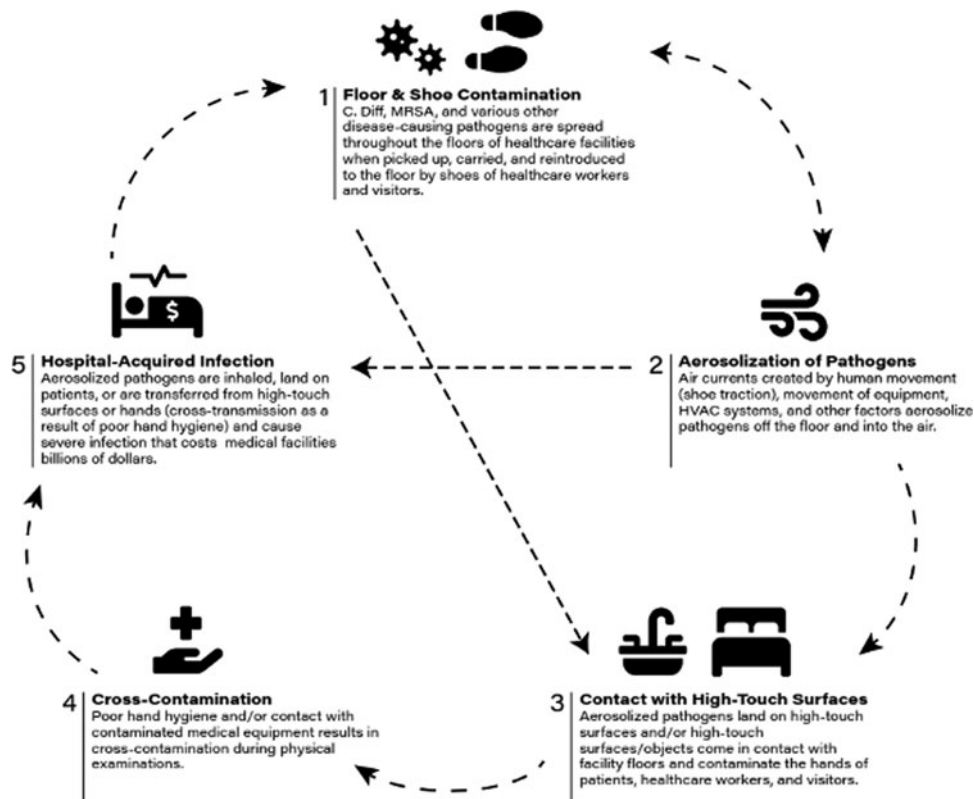 1
Floor & Shoe Contamination
C. Diff, MRSA, and various other
disease-causing pathogens are spread
throughout the floors of healthcare facilities
when picked up, carried, and reintroduced
to the floor by shoes of healthcare workers
and visitors.
2
Aerosolization of Pathogens
Air currents created by human movement
(shoe traction), movement of equipment,
HVAC systems, and other factors aerosolize
pathogens off the floor and into the air.
3
Contact with High-Touch Surfaces
Aerosolized pathogens land on high-touch
surfaces and/or high-touch
surfaces/objects come in contact with
facility floors and contaminate the hands of
patients, healthcare workers, and visitors.
4
Cross-Contamination
Poor hand hygiene and/or contact with
contaminated medical equipment results in
cross-contamination during physical
examinations.
5
$
Hospital-Acquired Infection
Aerosolized pathogens are inhaled, land on
patients, or are transferred from high-touch
surfaces or hands (cross-transmission as a
result of poor hand hygiene) and cause
severe infection that costs medical facilities
billions of dollars.